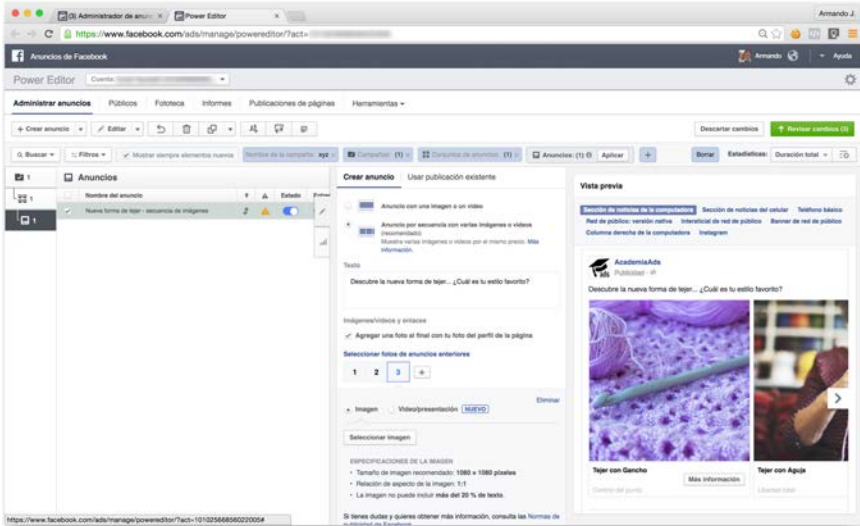 (3) Administrador de anunc
Power Editor
Armando J.
https://www.facebook.com/ads/manage/powereditor/?act=
Anuncios de Facebook
Armando
Ayuda
Power Editor
Cuenta:
Administrar anuncios Públicos Fototeca Informes Publicaciones de páginas Herramientas
+ Crear anuncio Editar Descartar cambios Revisar cambios (3)
Buscar Filtros Mostrar siempre elementos nuevos Nombre de la campaña: xyz Campañas: (1) Conjuntos de anuncios: (1) Anuncios: (1) Aplicar + Borrar Estadísticas: Duración total
1 Anuncios
1 Nombre del anuncio Estado
1 Nueva forma de tejer - secuencia de imágenes
Crear anuncio Usar publicación existente
Anuncio con una imagen o un video
Anuncio por secuencia con varias imágenes o videos
(recomendado)
Muestra varias imágenes o videos por el mismo precio. Más
información.
Texto
Descubre la nueva forma de tejer... ¿Cuál es tu estilo favorito?
Imágenes/videos y enlaces
Agregar una foto al final con tu foto del perfil de la página
Seleccionar fotos de anuncios anteriores
1 2 3 +
Eliminar
Imagen Video/presentación NUEVO
Seleccionar imagen
ESPECIFICACIONES DE LA IMAGEN
• Tamaño de imagen recomendado: 1080 x 1080 píxeles
• Relación de aspecto de la imagen: 1:1
• La imagen no puede incluir más del 20 % de texto.
Si tienes dudas y quieres obtener más información, consulta las Normas de
publicidad de Facebook.
Vista previa
Sección de noticias de la computadora Sección de noticias del celular Teléfono básico
Red de público: versión nativa Intersticial de red de público Banner de red de público
Columna derecha de la computadora Instagram
AcademiaAds
Publicidad
Descubre la nueva forma de tejer... ¿Cuál es tu estilo favorito?
Tejer con Gancho
Más información
Tejer con Aguja
Control del punto
Libertad total
https://www.facebook.com/ads/manage/powereditor/?act=10102566856022005#